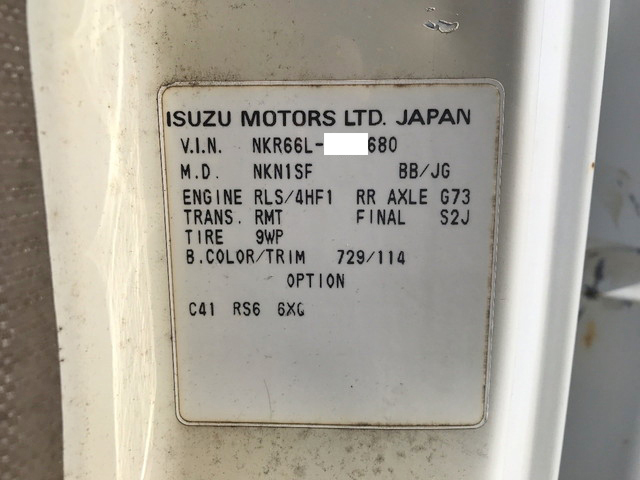 ISUZU MOTORS LTD. JAPAN
V.I.N. NKR66L- 680
M.D. NKN1SF BB/JG
ENGINE RLS/4HF1 RR AXLE G73
TRANS. RMT FINAL S2J
TIRE 9WP
B.COLOR/TRIM 729/114
OPTION
C41 RS6 6XQ